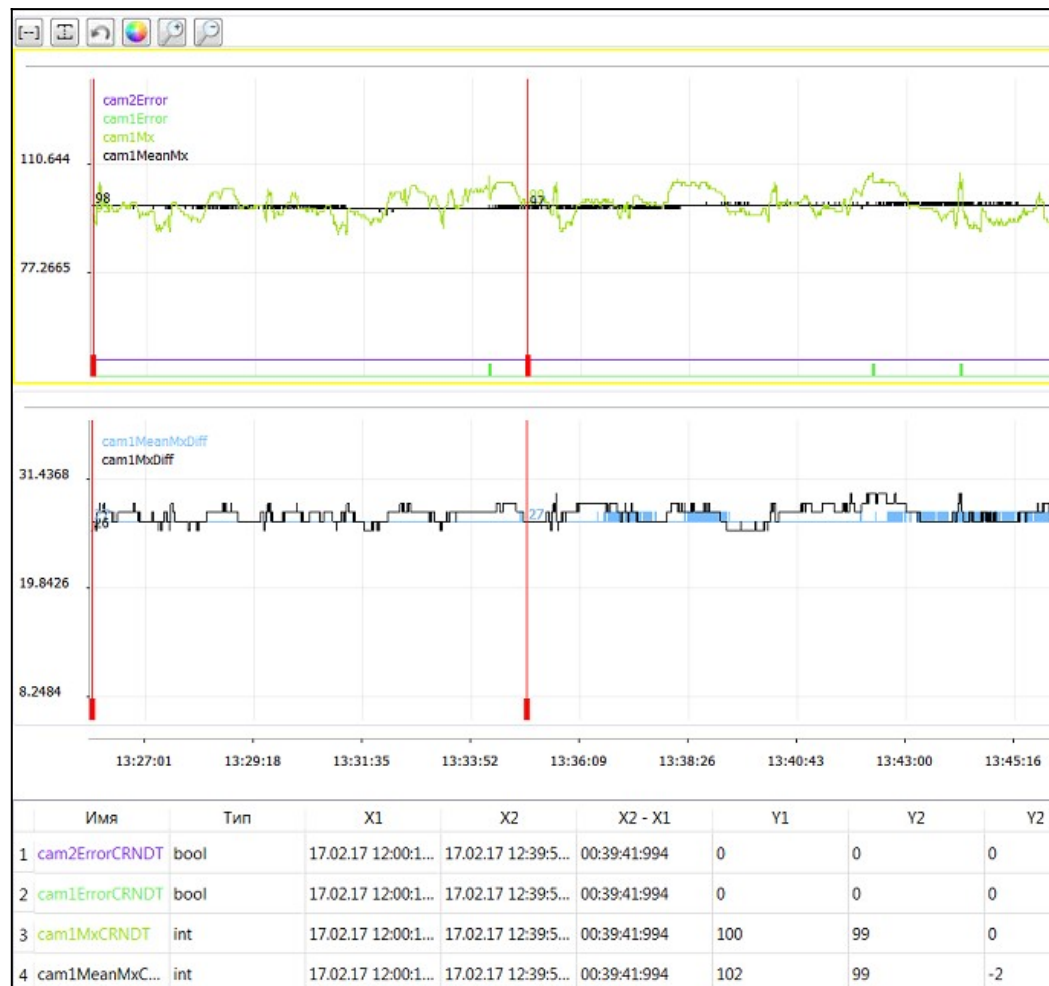 [--]
cam2Error
cam1Error
cam1Mx
cam1MeanMx
110.644
98
99
97
77.2665
cam1MeanMxDiff
cam1MxDiff
31.4368
26
27
19.8426
8.2484
13:27:01 13:29:18 13:31:35 13:33:52 13:36:09 13:38:26 13:40:43 13:43:00 13:45:16
Имя Тип X1 X2 X2 - X1 Y1 Y2 Y2
1 cam2ErrorCRNDT bool 17.02.17 12:00:1... 17.02.17 12:39:5... 00:39:41:994 0 0 0
2 cam1ErrorCRNDT bool 17.02.17 12:00:1... 17.02.17 12:39:5... 00:39:41:994 0 0 0
3 cam1MxCRNDT int 17.02.17 12:00:1... 17.02.17 12:39:5... 00:39:41:994 100 99 0
4 cam1MeanMxC... int 17.02.17 12:00:1... 17.02.17 12:39:5... 00:39:41:994 102 99 -2